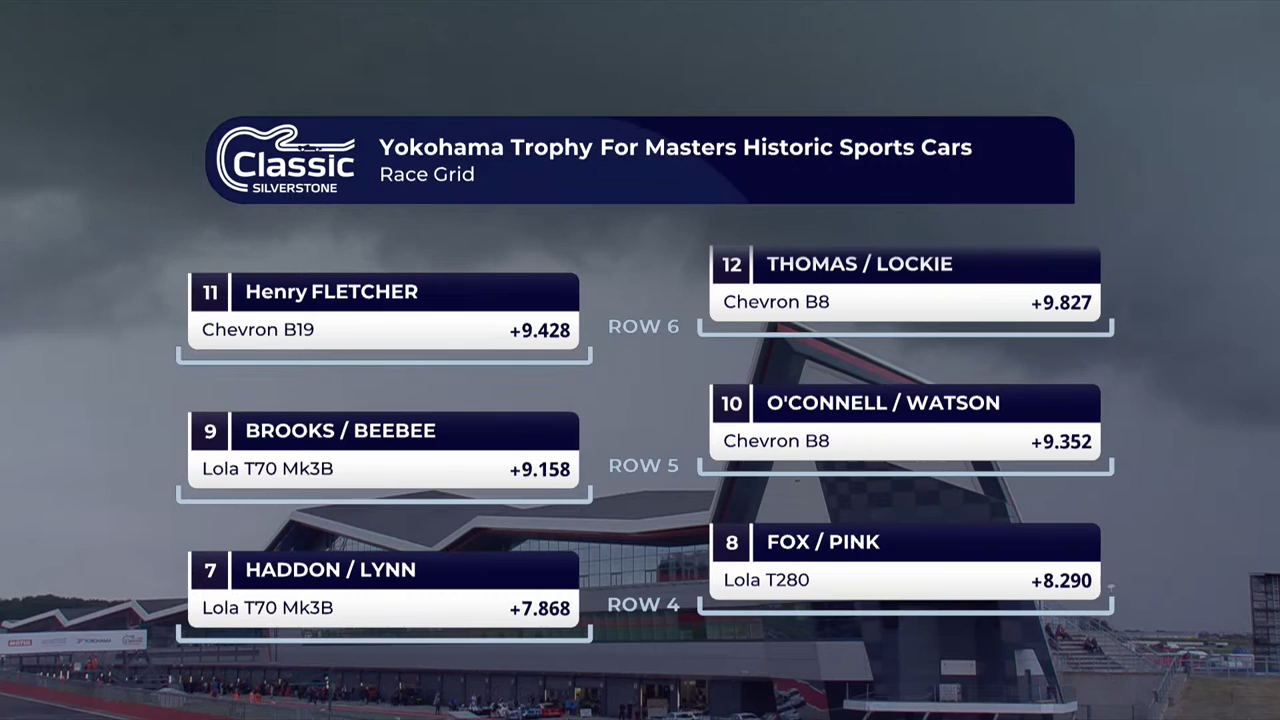 Classic
SILVERSTONE
Yokohama Trophy For Masters Historic Sports Cars
Race Grid
12 THOMAS / LOCKIE
Chevron B8 +9.827
11 Henry FLETCHER
Chevron B19 +9.428
ROW 6
10 O'CONNELL / WATSON
Chevron B8 +9.352
9 BROOKS / BEEBEE
Lola T70 Mk3B +9.158
ROW 5
8 FOX / PINK
Lola T280 +8.290
7 HADDON / LYNN
Lola T70 Mk3B +7.868
ROW 4
MOTUL
YOKOHAMA